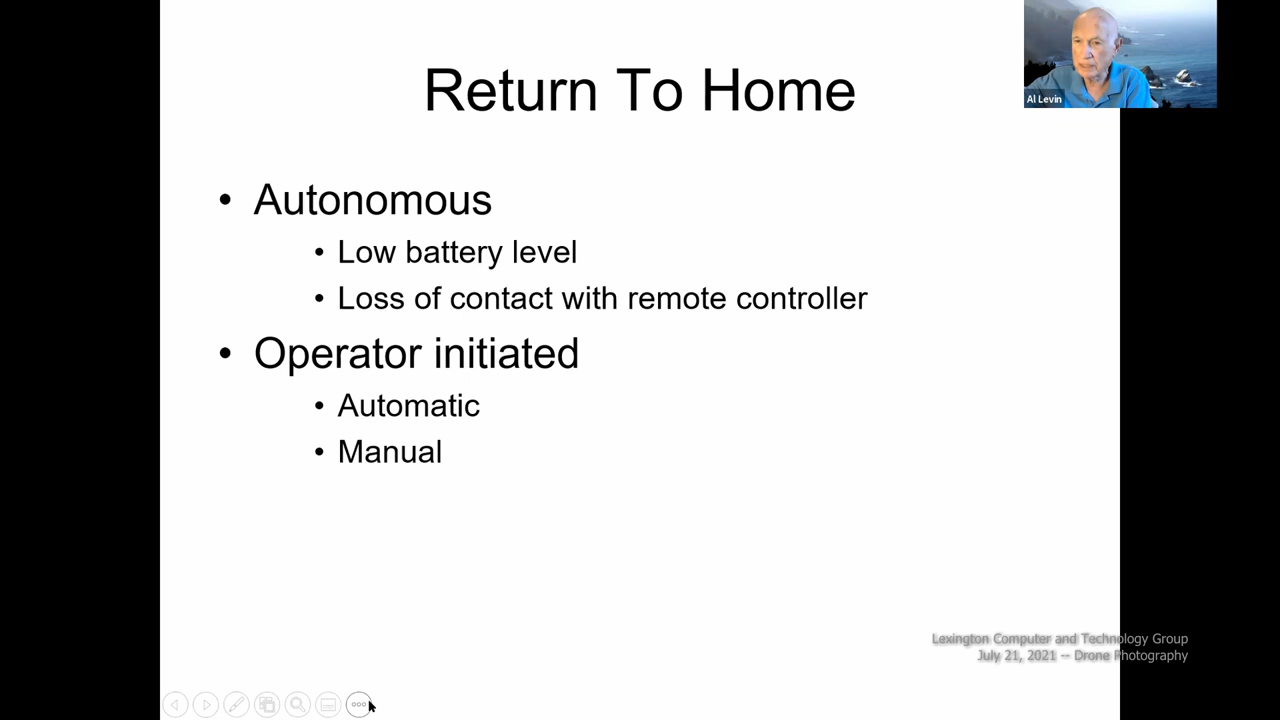 Return To Home
Al Levin
• Autonomous
• Low battery level
• Loss of contact with remote controller
• Operator initiated
• Automatic
• Manual
Lexington Computer and Technology Group
July 21, 2021 -- Drone Photography